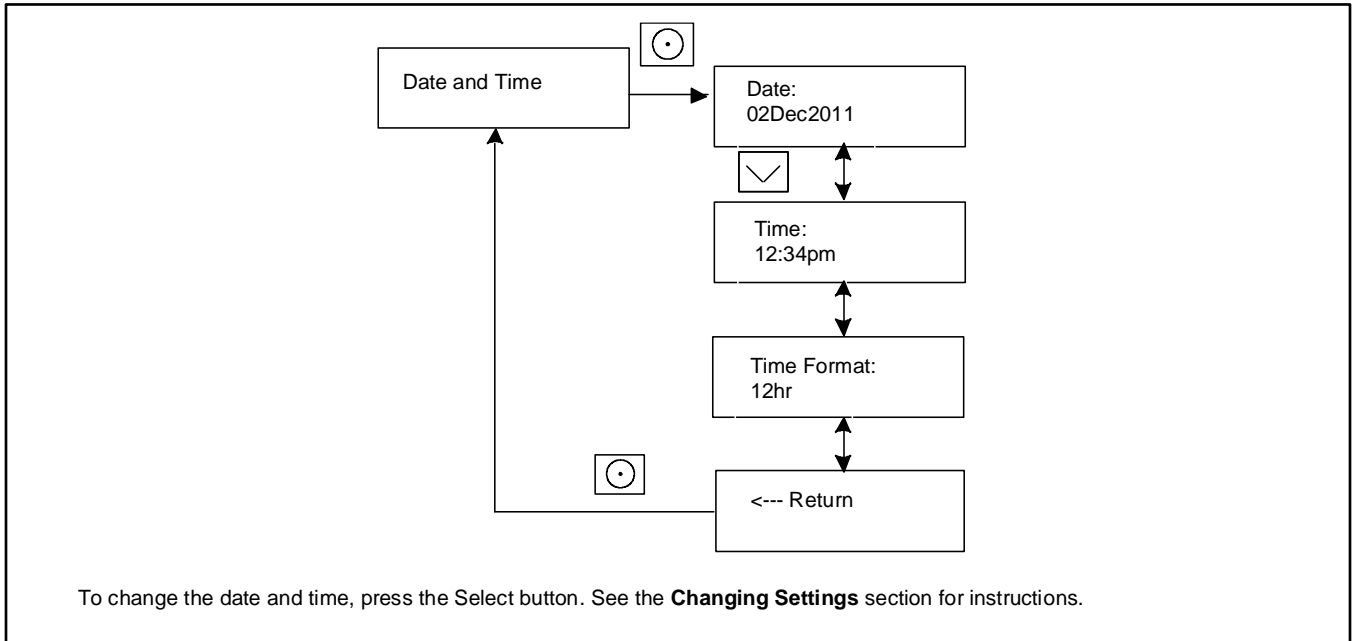 Date and Time
Date:
02Dec2011
Time:
12:34pm
Time Format:
12hr
<--- Return
To change the date and time, press the Select button. See the Changing Settings section for instructions.